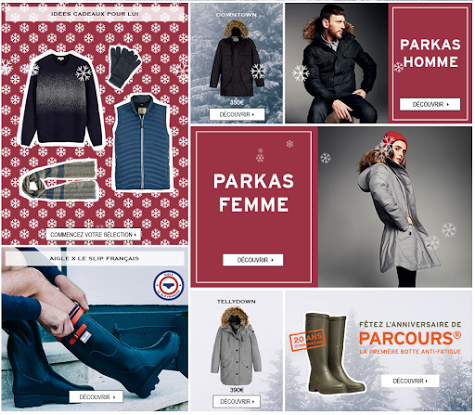 IDÉES CADEAUX POUR LUI
COMMENCEZ VOTRE SÉLECTION
DOWNTOWN
350€
DÉCOUVRIR
PARKAS
HOMME
DÉCOUVRIR
PARKAS
FEMME
DÉCOUVRIR
AIGLE X LE SLIP FRANÇAIS
DÉCOUVRIR
TELLYDOWN
390€
DÉCOUVRIR
20 ANS
FÊTEZ L'ANNIVERSAIRE DE
PARCOURS®
LA PREMIÈRE BOTTE ANTI-FATIGUE
DÉCOUVRIR